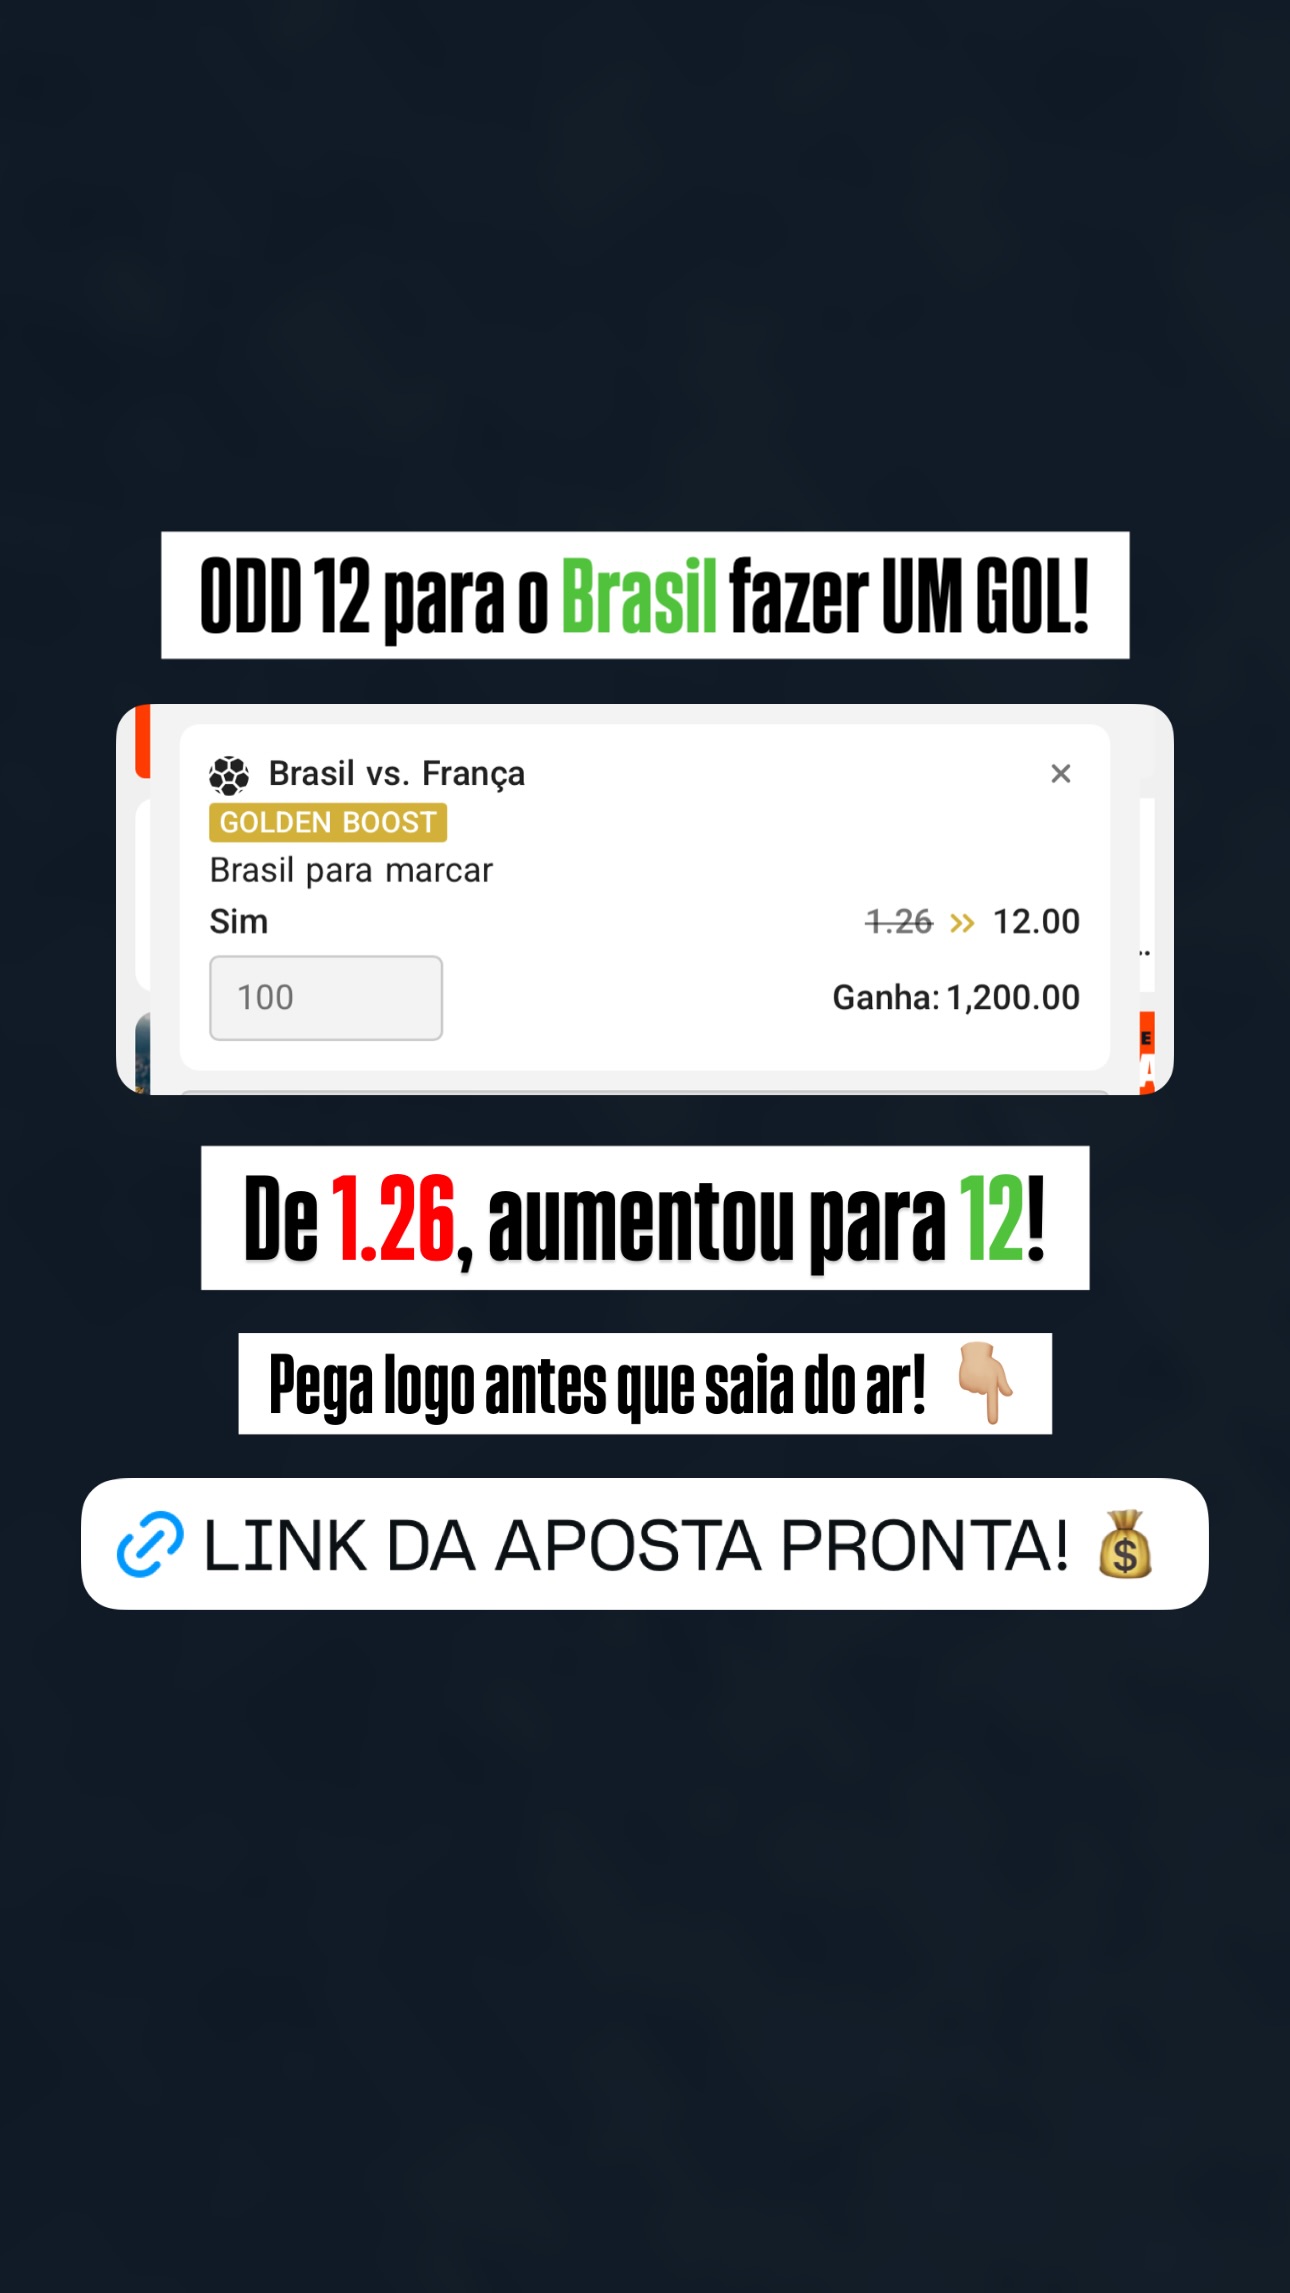 ODD 12 para o Brasil fazer UM GOL!
Brasil vs. França
GOLDEN BOOST
Brasil para marcar
Sim 1.26 » 12.00
100 Ganha: 1,200.00
De 1.26, aumentou para 12!
Pega logo antes que saia do ar! 👇🏼
LINK DA APOSTA PRONTA! 💰